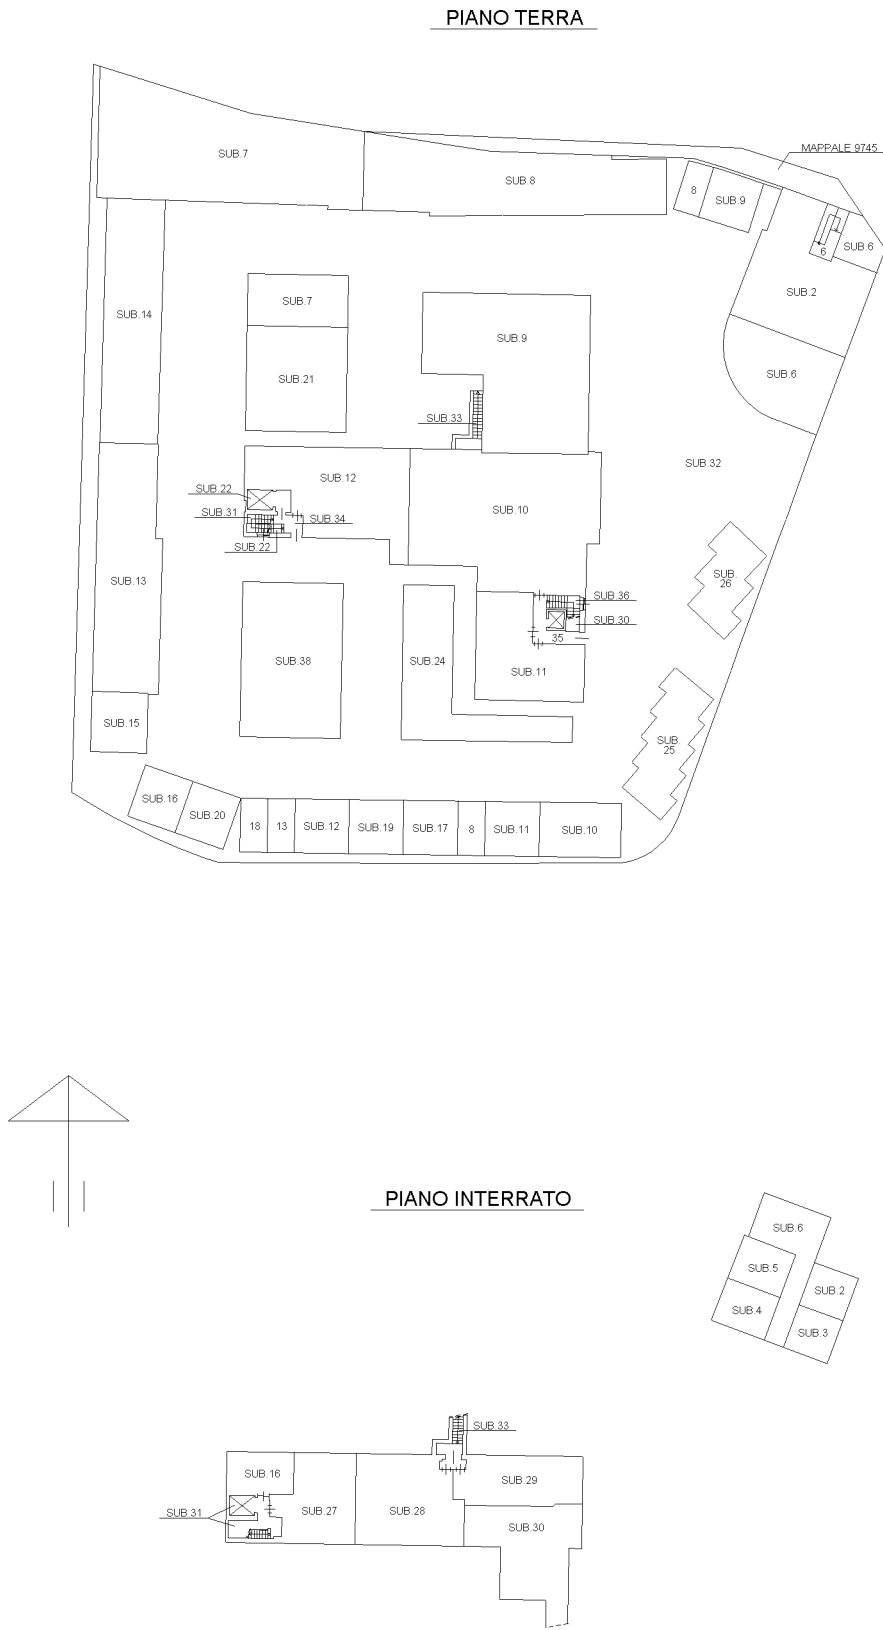 PIANO TERRA
MAPPALE 9745
SUB.7
SUB.8
8
SUB.9
6
SUB.6
SUB.2
SUB.6
SUB.14
SUB.7
SUB.21
SUB.9
SUB.33
SUB.32
SUB.12
SUB.22
SUB.31
SUB.34
SUB.22
SUB.10
SUB.13
SUB.
26
SUB.36
SUB.30
35
SUB.38
SUB.24
SUB.11
SUB.15
SUB.
25
SUB.16
SUB.20
18
13
SUB.12
SUB.19
SUB.17
8
SUB.11
SUB.10
PIANO INTERRATO
SUB.6
SUB.5
SUB.2
SUB.4
SUB.3
SUB.33
SUB.16
SUB.29
SUB.31
SUB.27
SUB.28
SUB.30